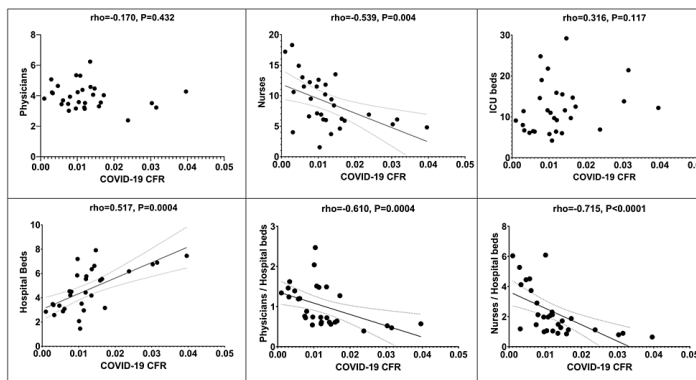 rho=-0.170, P=0.432
8
6
4
2
0
Physicians
0.00 0.01 0.02 0.03 0.04 0.05
COVID-19 CFR
rho=-0.539, P=0.004
20
15
10
5
0
Nurses
0.00 0.01 0.02 0.03 0.04 0.05
COVID-19 CFR
rho=0.316, P=0.117
30
20
10
0
ICU beds
0.00 0.01 0.02 0.03 0.04 0.05
COVID-19 CFR
rho=0.517, P=0.0004
10
8
6
4
2
0
Hospital Beds
0.00 0.01 0.02 0.03 0.04 0.05
COVID-19 CFR
rho=-0.610, P=0.0004
3
2
1
0
Physicians / Hospital beds
0.00 0.01 0.02 0.03 0.04 0.05
COVID-19 CFR
rho=-0.715, P<0.0001
8
6
4
2
0
Nurses / Hospital beds
0.00 0.01 0.02 0.03 0.04 0.05
COVID-19 CFR